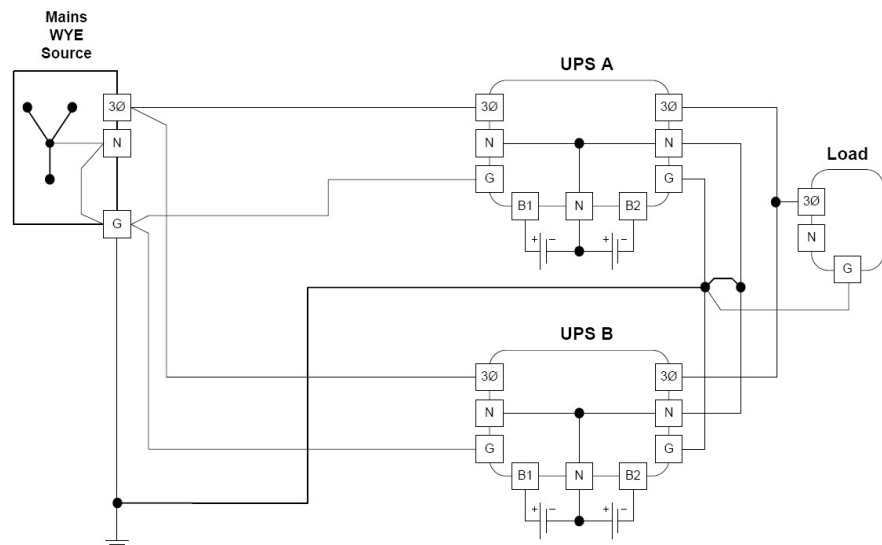 Mains
WYE
Source
3Ø
N
G
UPS A
3Ø
N
G
B1
N
B2
3Ø
N
G
+ −
+ −
Load
3Ø
N
G
UPS B
3Ø
N
G
B1
N
B2
3Ø
N
G
+ −
+ −